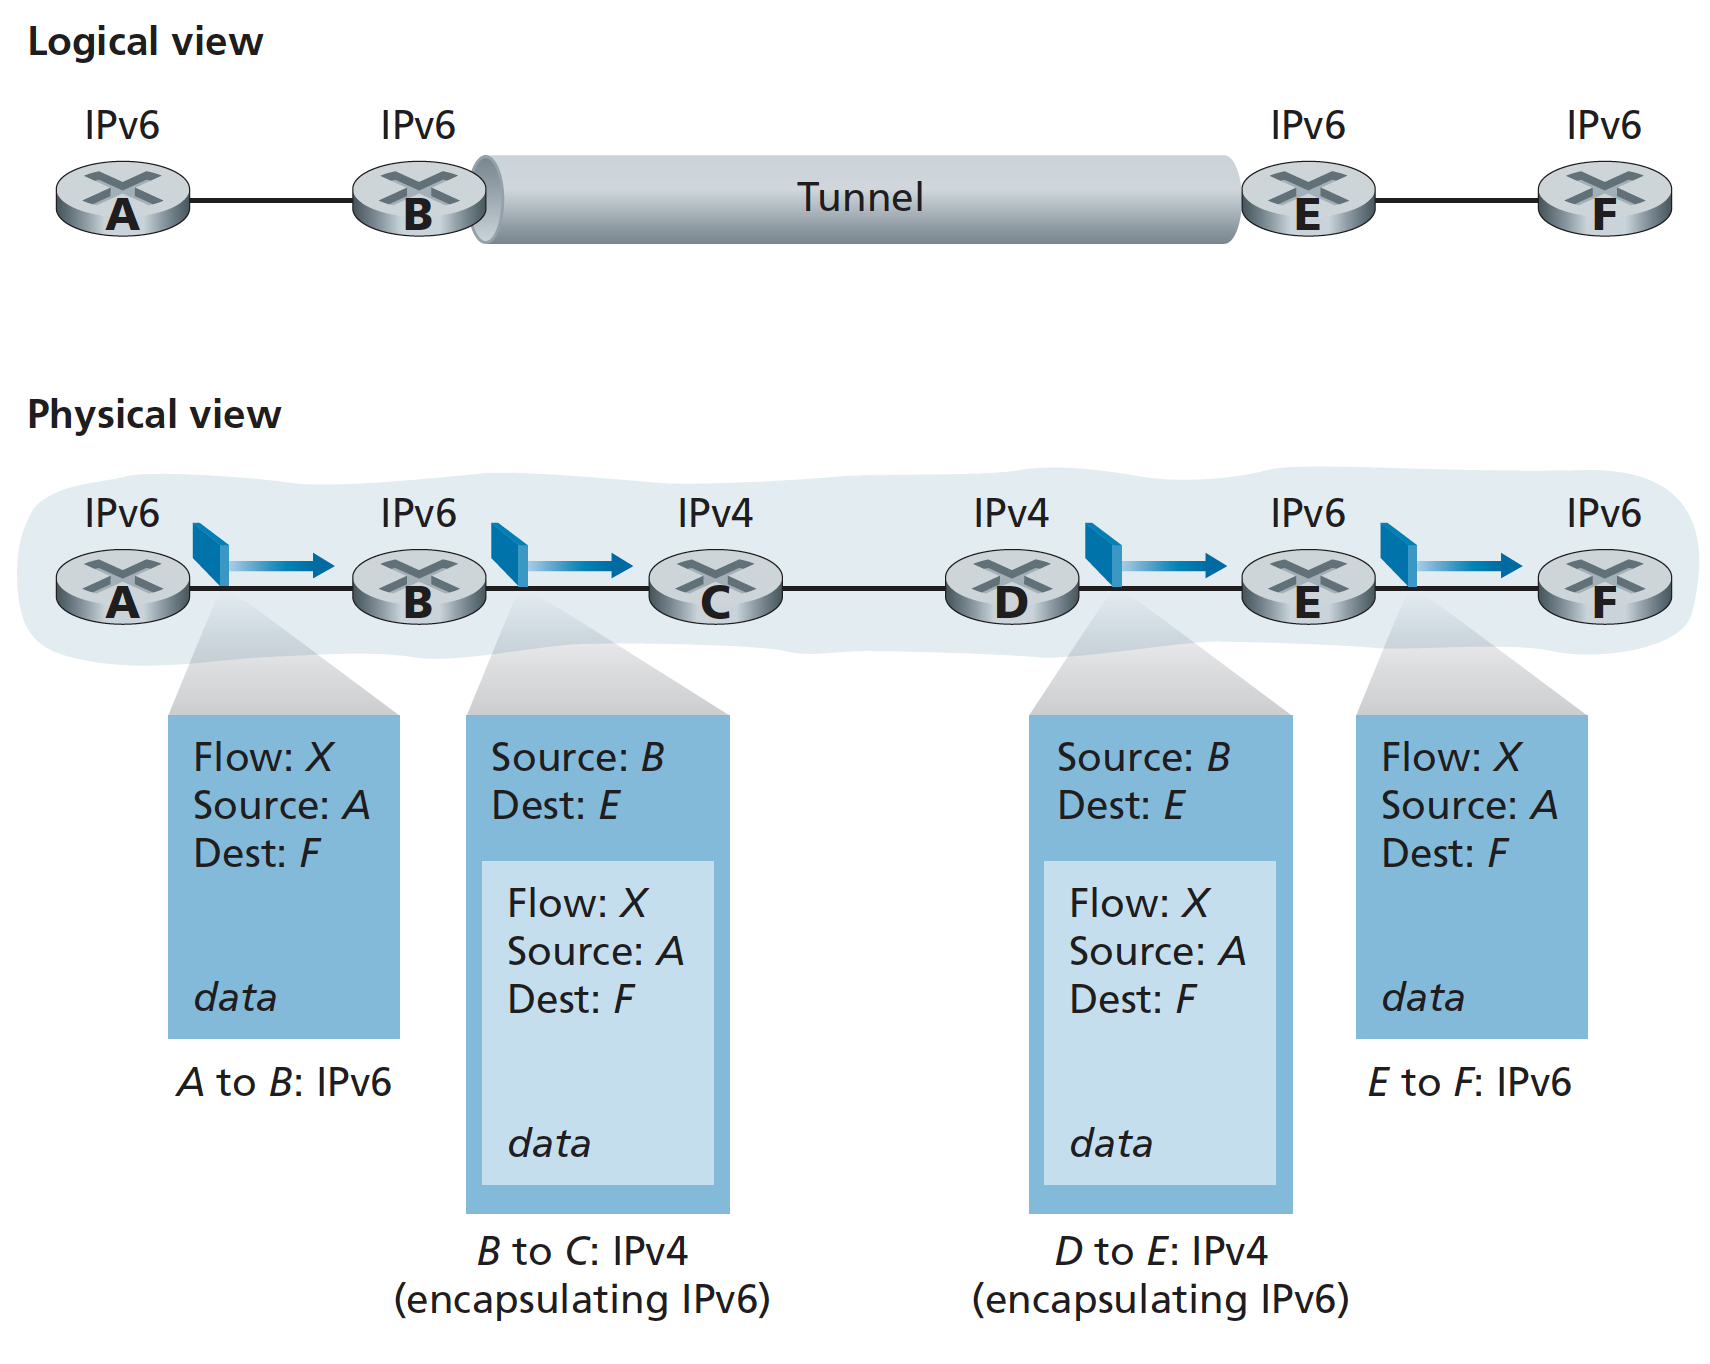 Logical view
IPv6 IPv6 IPv6 IPv6
A B Tunnel E F
Physical view
IPv6 IPv6 IPv4 IPv4 IPv6 IPv6
A B C D E F
Flow: X
Source: A
Dest: F
data
A to B: IPv6
Source: B
Dest: E
Flow: X
Source: A
Dest: F
data
B to C: IPv4
(encapsulating IPv6)
Source: B
Dest: E
Flow: X
Source: A
Dest: F
data
D to E: IPv4
(encapsulating IPv6)
Flow: X
Source: A
Dest: F
data
E to F: IPv6